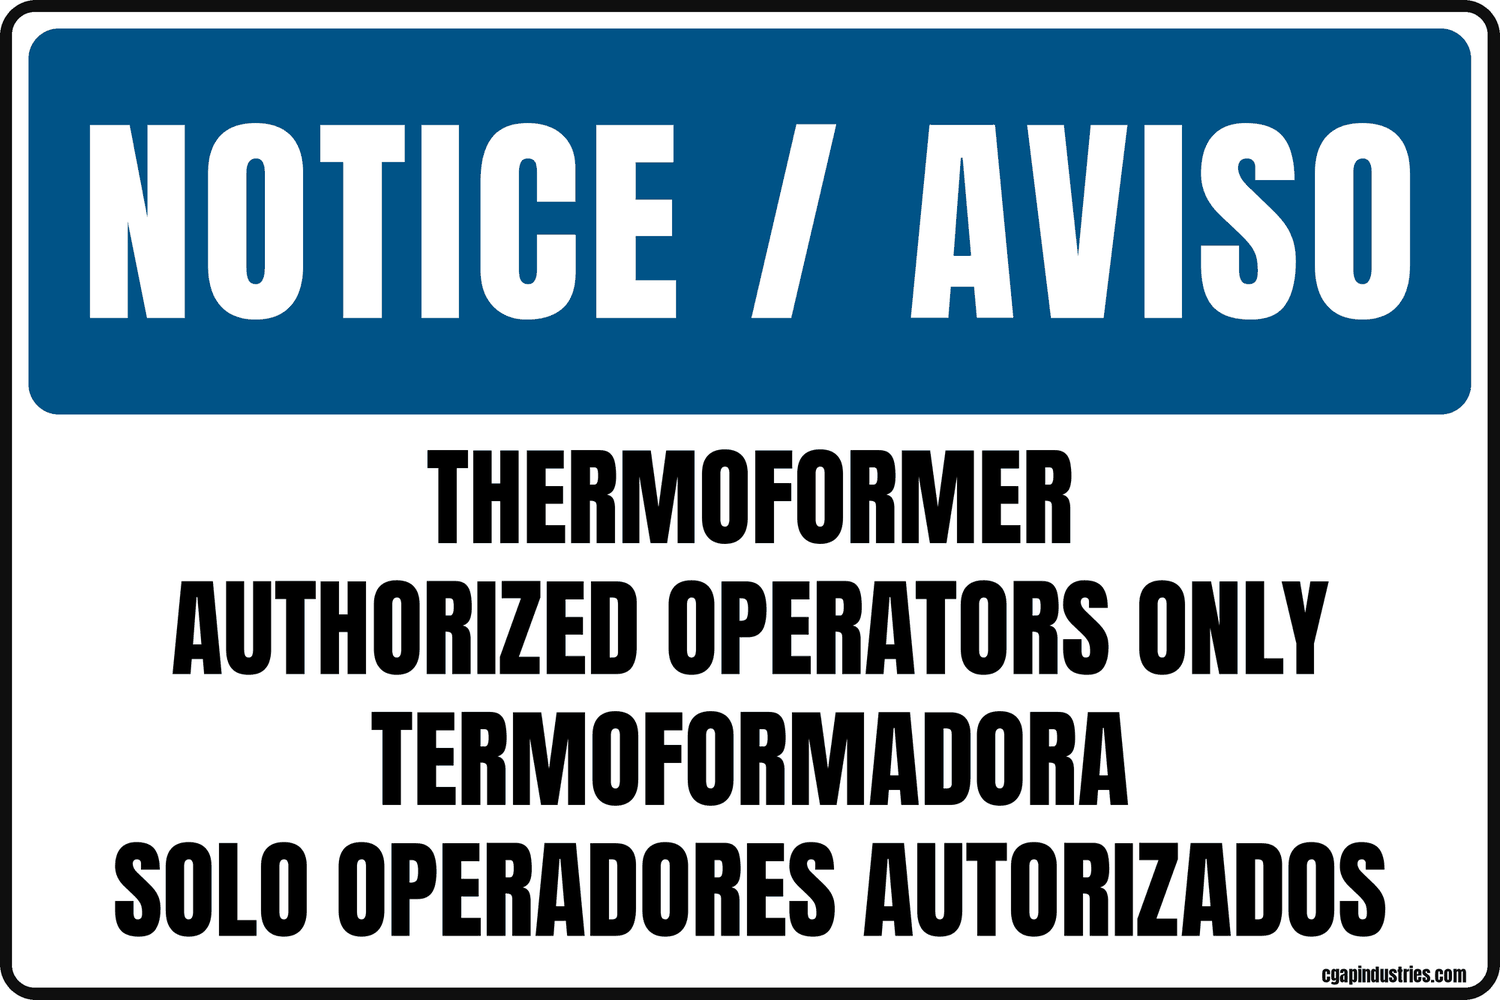 NOTICE / AVISO
THERMOFORMER
AUTHORIZED OPERATORS ONLY
TERMOFORMADORA
SOLO OPERADORES AUTORIZADOS
cgapindustries.com